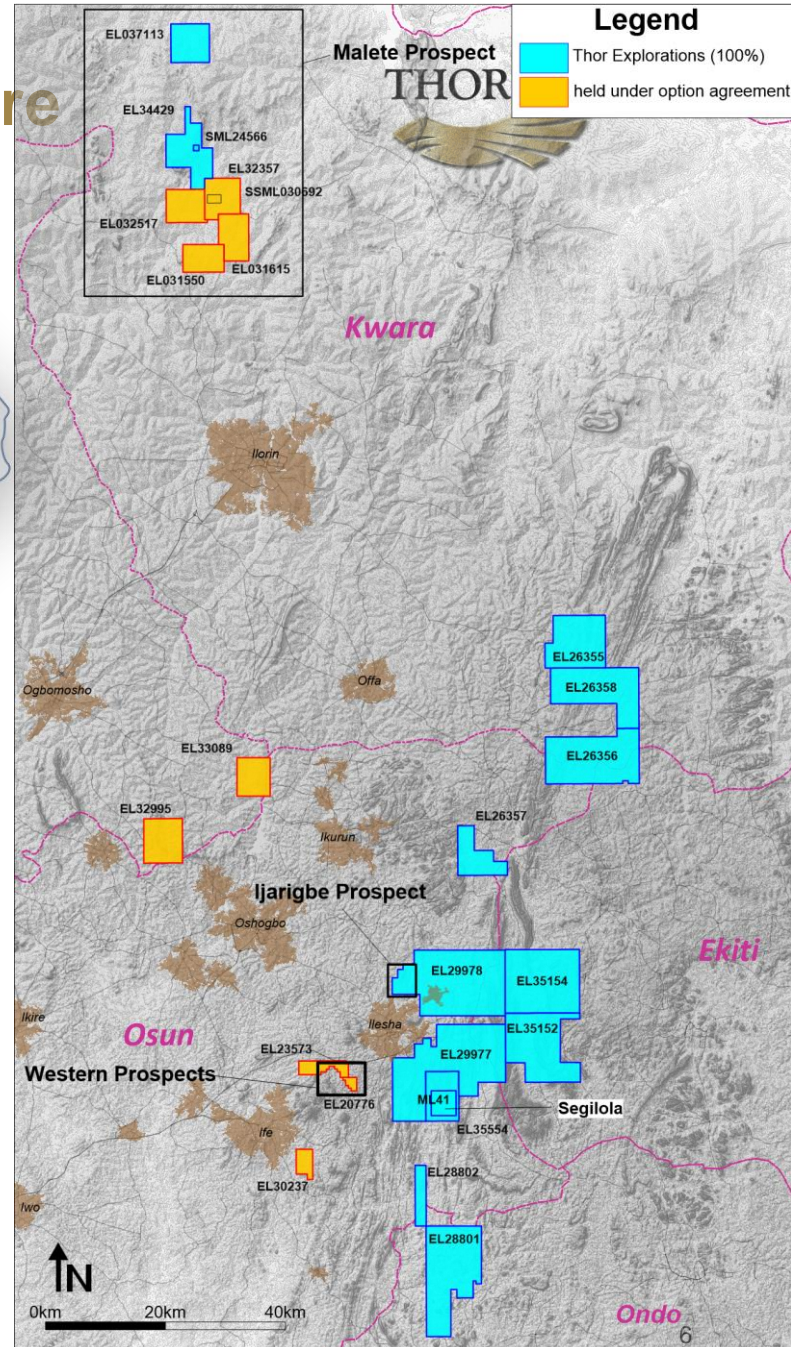 re
Legend
Thor Explorations (100%)
held under option agreement
THOR
Malete Prospect
EL037113
EL34429
SML24566
EL32357
SSML030692
EL032517
EL031615
EL031550
Kwara
Ilorin
Ogbomosho
Offa
EL26355
EL26358
EL26356
EL33089
EL32995
Ikurun
EL26357
Ijarigbe Prospect
Oshogbo
Ekiti
EL29978
EL35154
Ikire
Osun
Ilesha
EL35152
EL23573
EL29977
Western Prospects
EL20776
ML41
Segilola
EL35554
Ife
EL30237
EL28802
Iwo
EL28801
N
0km
20km
40km
Ondo
6